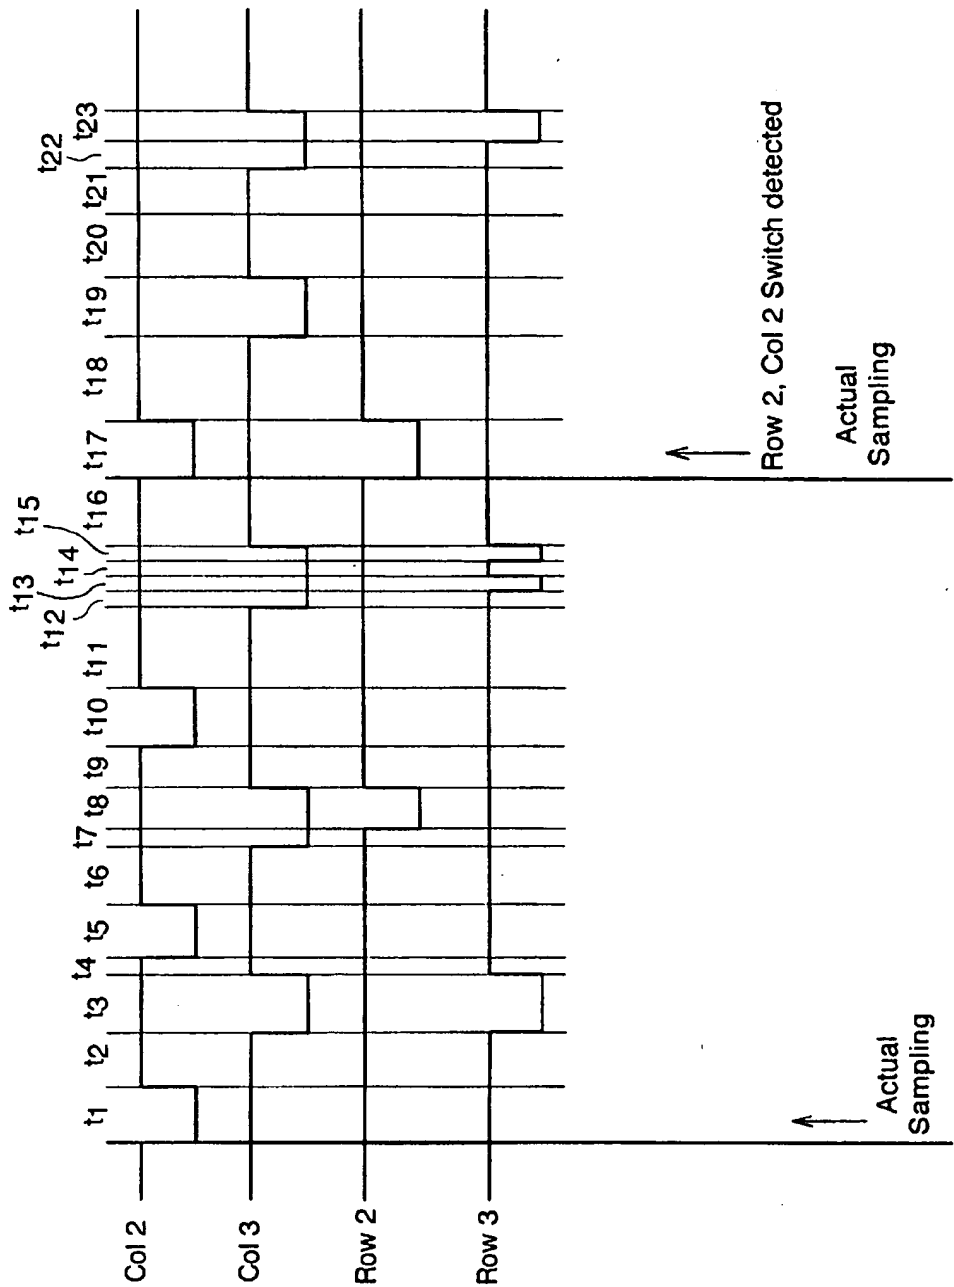 t1 t2 t3 t4 t5 t6 t7 t8 t9 t10 t11 t12 t13 t14 t15 t16 t17 t18 t19 t20 t21 t22 t23
Col 2
Col 3
Row 2
Row 3
Actual
Sampling
Row 2, Col 2 Switch detected
Actual
Sampling